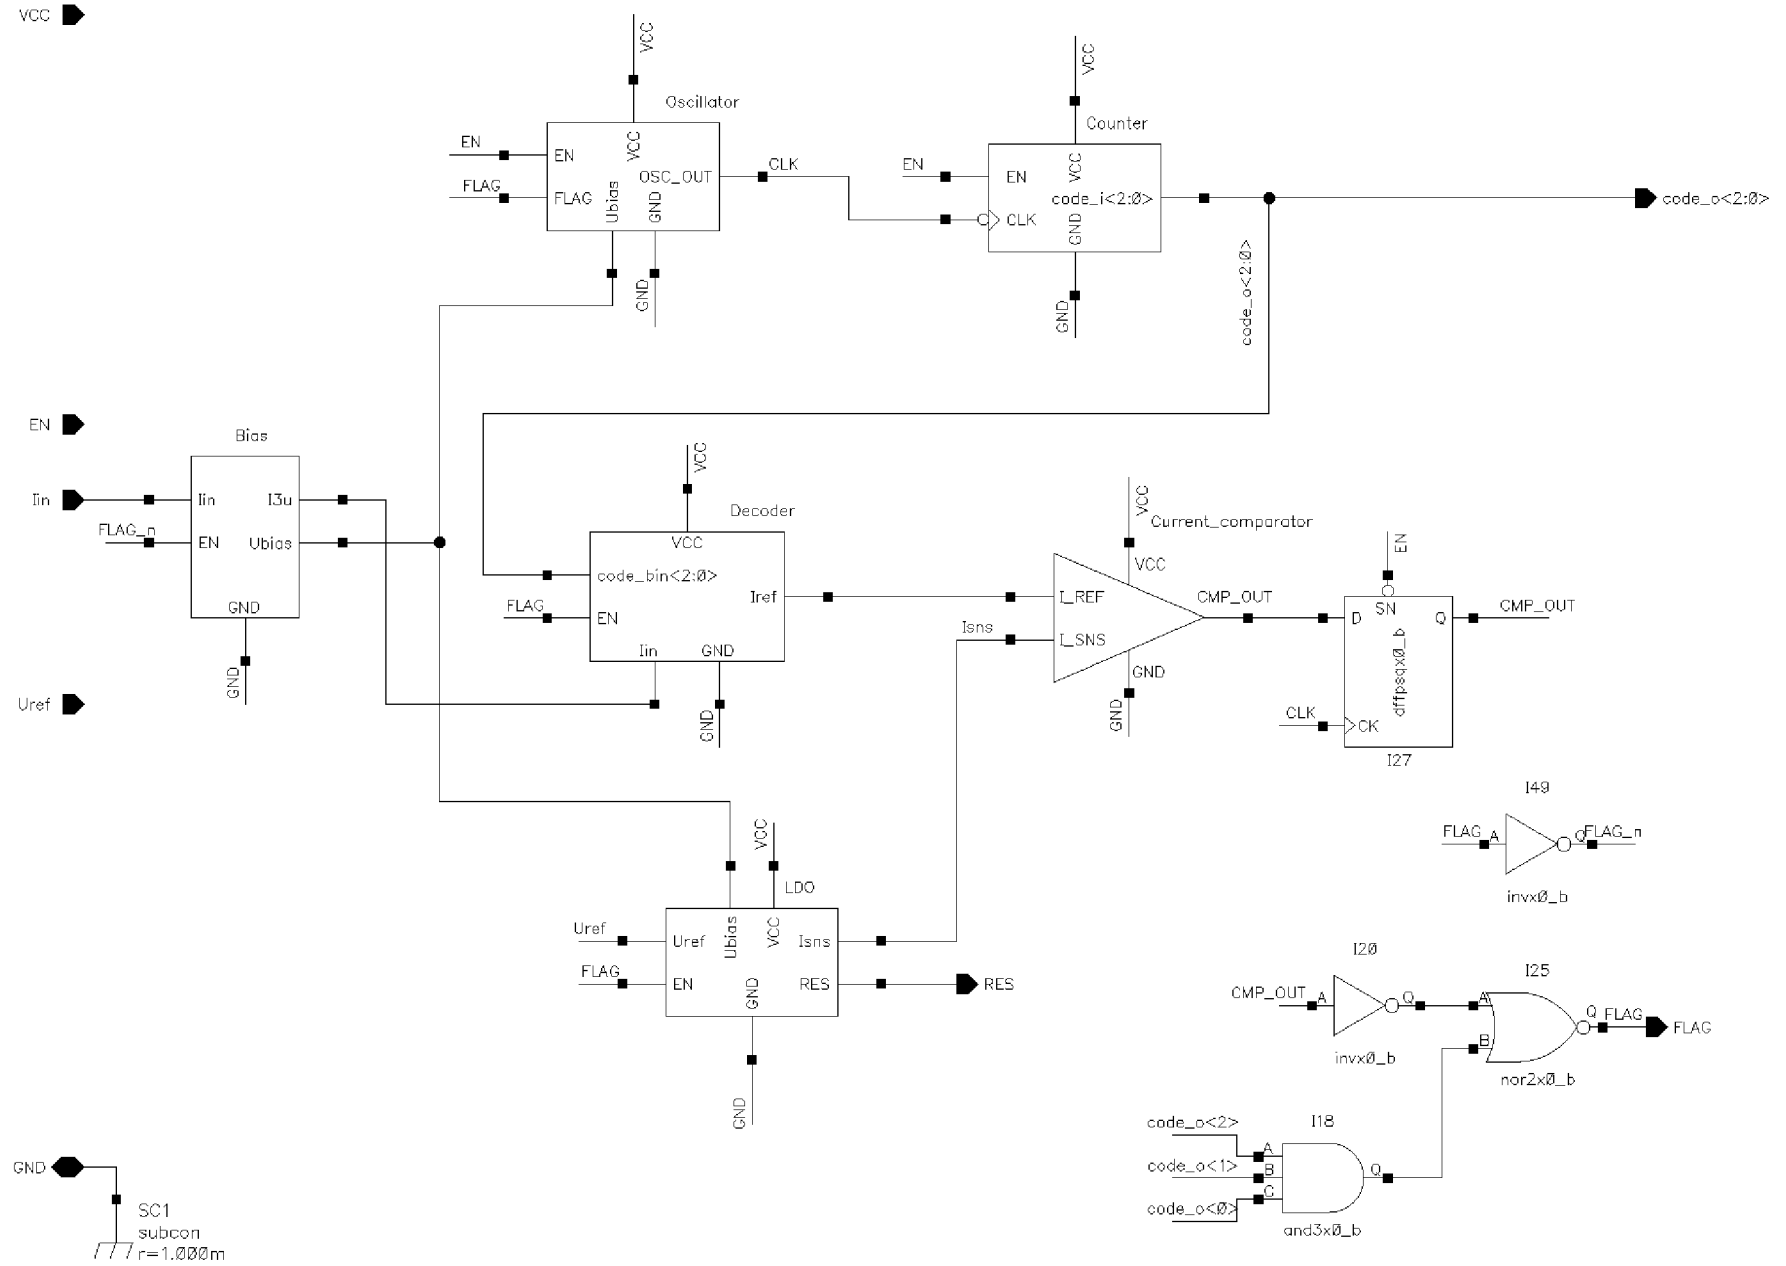 VCC
VCC
VCC
Oscillator
Counter
EN
EN
VCC
OSC_OUT
FLAG
FLAG
Ubias
GND
GND
CLK
EN
EN
VCC
code_i<2:0>
CLK
GND
GND
code_o<2:0>
code_o<2:0>
EN
Bias
Iin
Iin
I3u
FLAG_n
EN
Vbias
GND
GND
Uref
VCC
Decoder
VCC
code_bin<2:0>
Iref
FLAG
EN
Iin
GND
GND
VCC
Current_comparator
VCC
I_REF
Isns
I_SNS
GND
GND
CMP_OUT
EN
SN
D
Q
CMP_OUT
dffpsqx0_b
CLK
CK
I27
I49
FLAG
A
Q
FLAG_n
invx0_b
VCC
LDO
Uref
Uref
Ubias
VCC
Isns
FLAG
EN
GND
RES
RES
GND
I20
CMP_OUT
A
Q
invx0_b
I25
A
B
Q
FLAG
FLAG
nor2x0_b
I18
code_o<2>
A
code_o<1>
B
code_o<0>
C
Q
and3x0_b
GND
SC1
subcon
r=1.000m